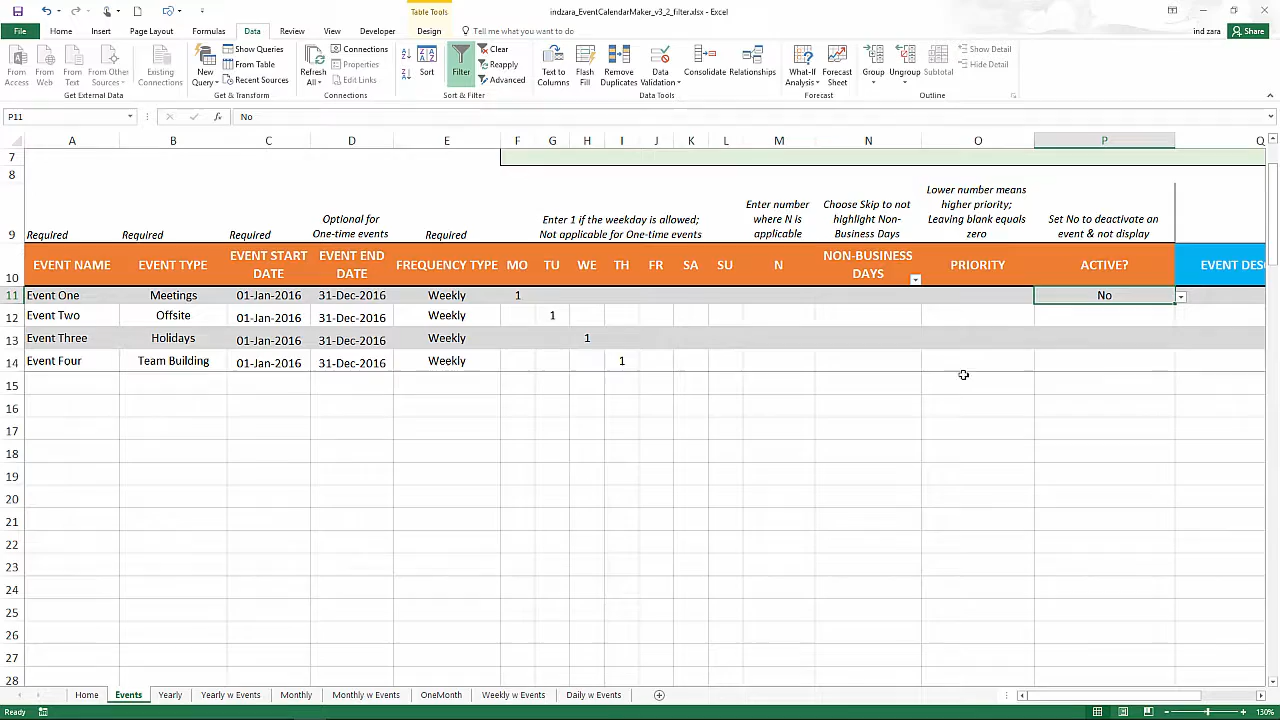 Table Tools
indzara_EventCalendarMaker_v3_2_filter.xlsx - Excel
File Home Insert Page Layout Formulas Data Review View Developer Design Tell me what you want to do...
ind zara Share
From Access From Web From Text From Other Sources Existing Connections
Get External Data
New Query Show Queries From Table Recent Sources
Get & Transform
Refresh All Connections Properties Edit Links
Connections
Sort Filter Clear Reapply Advanced
Sort & Filter
Text to Columns Flash Fill Remove Duplicates Data Validation Consolidate Relationships
Data Tools
What-If Analysis Forecast Sheet
Forecast
Group Ungroup Subtotal Show Detail Hide Detail
Outline
P11 fx No
A B C D E F G H I J K L M N O P Q
7
8
9 Required Required Required Optional for One-time events Required Enter 1 if the weekday is allowed; Not applicable for One-time events Enter number where N is applicable Choose Skip to not highlight Non-Business Days Lower number means higher priority; Leaving blank equals zero Set No to deactivate an event & not display
10 EVENT NAME EVENT TYPE EVENT START DATE EVENT END DATE FREQUENCY TYPE MO TU WE TH FR SA SU N NON-BUSINESS DAYS PRIORITY ACTIVE? EVENT DES
11 Event One Meetings 01-Jan-2016 31-Dec-2016 Weekly 1 No
12 Event Two Offsite 01-Jan-2016 31-Dec-2016 Weekly 1
13 Event Three Holidays 01-Jan-2016 31-Dec-2016 Weekly 1
14 Event Four Team Building 01-Jan-2016 31-Dec-2016 Weekly 1
15
16
17
18
19
20
21
22
23
24
25
26
27
28
Home Events Yearly Yearly w Events Monthly Monthly w Events OneMonth Weekly w Events Daily w Events
Ready 130%